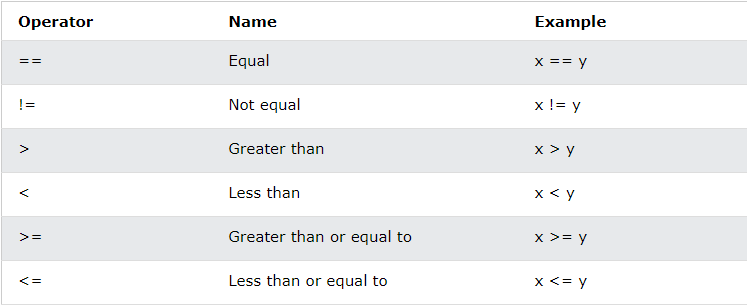 Operator Name Example
== Equal x == y
!= Not equal x != y
> Greater than x > y
< Less than x < y
>= Greater than or equal to x >= y
<= Less than or equal to x <= y